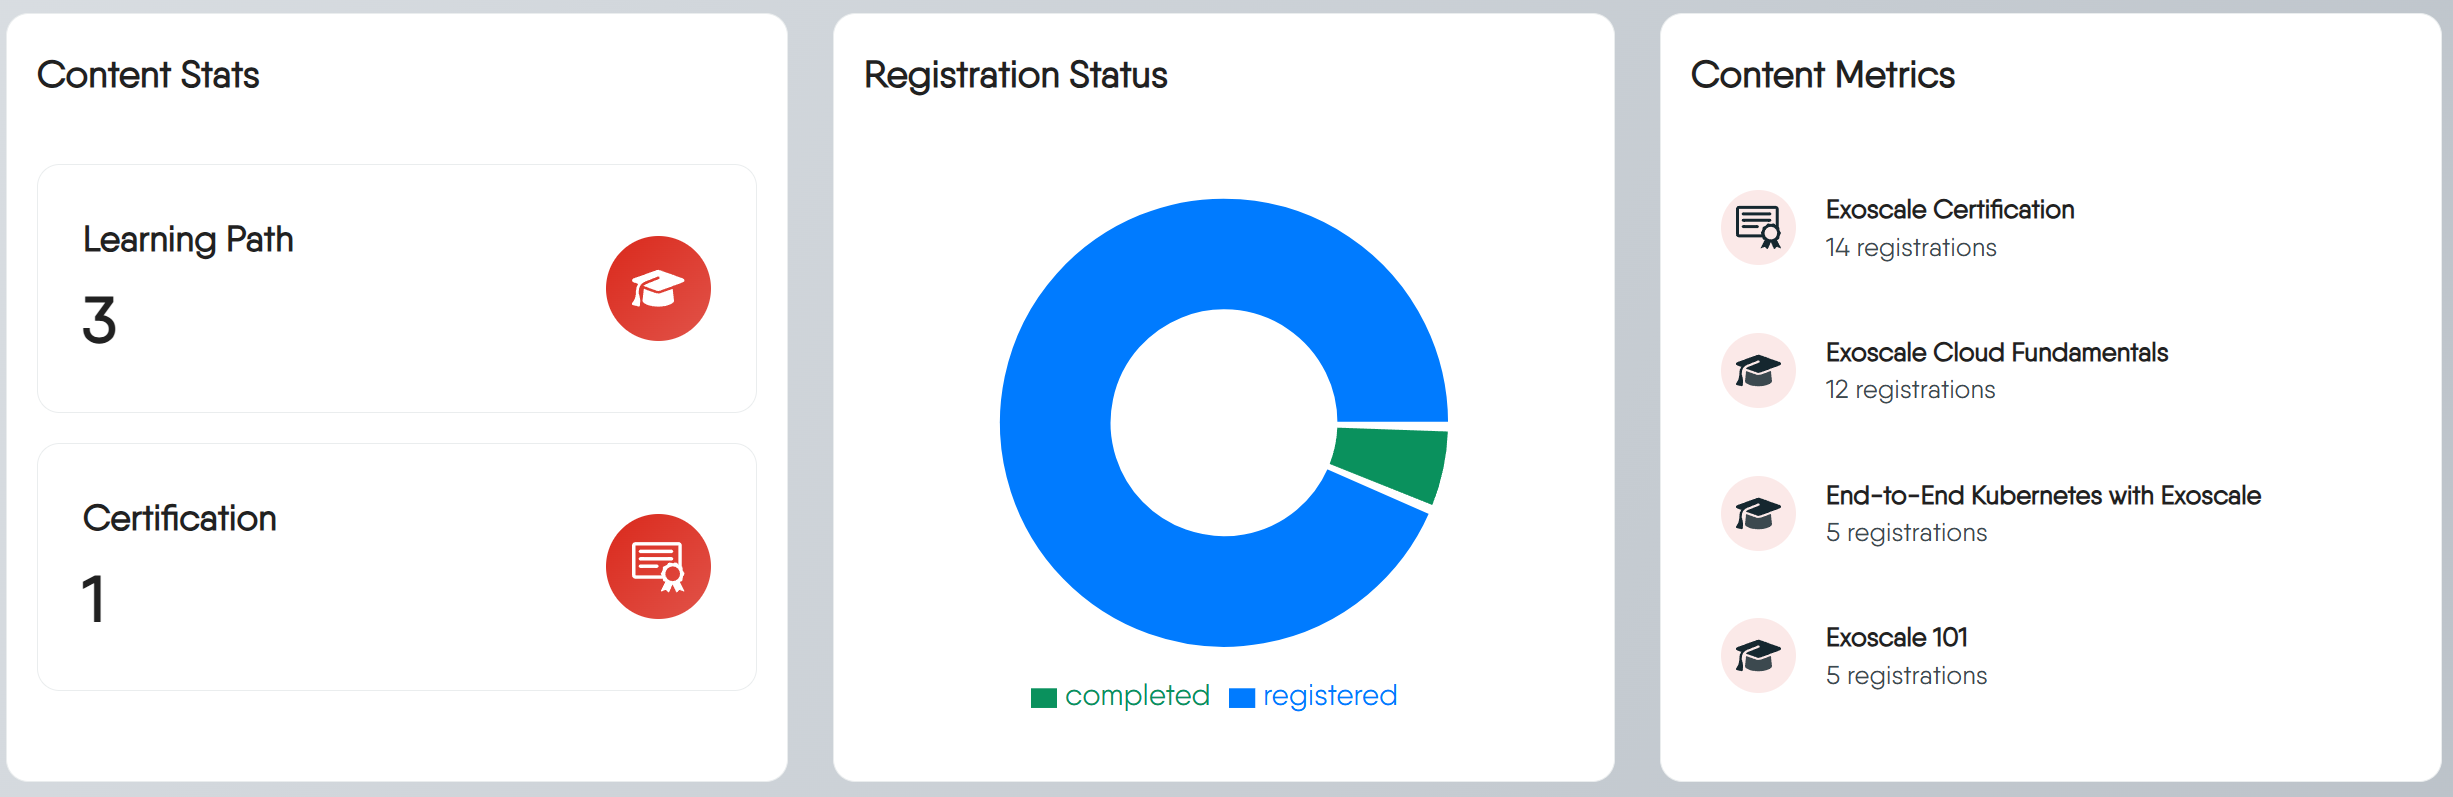 Content Stats
Learning Path
3
Certification
1
Registration Status
completed
registered
Content Metrics
Exoscale Certification
14 registrations
Exoscale Cloud Fundamentals
12 registrations
End-to-End Kubernetes with Exoscale
5 registrations
Exoscale 101
5 registrations